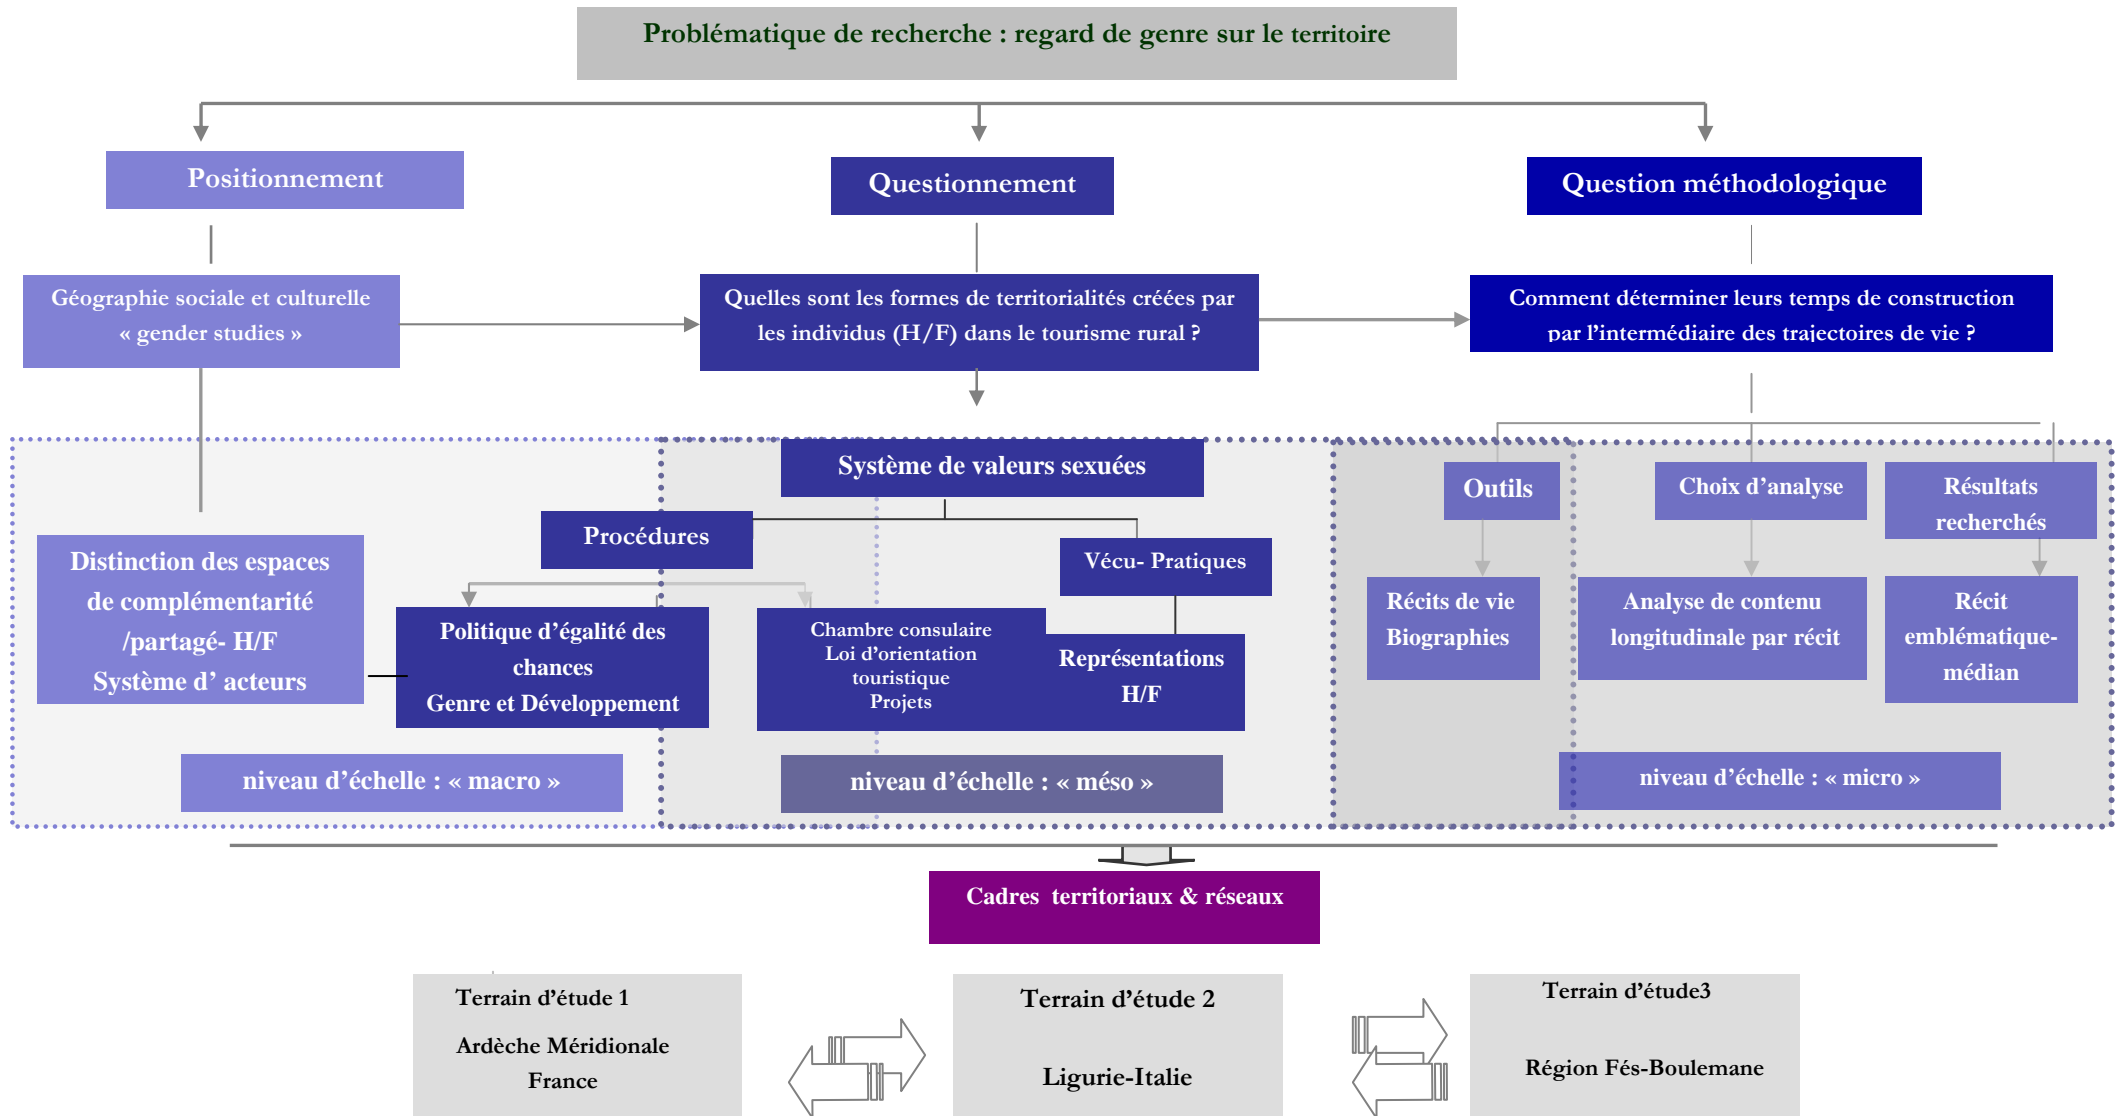 Problématique de recherche : regard de genre sur le territoire
Positionnement
Questionnement
Question méthodologique
Géographie sociale et culturelle
« gender studies »
Quelles sont les formes de territorialités créées par
les individus (H/F) dans le tourisme rural ?
Comment déterminer leurs temps de construction
par l'intermédiaire des trajectoires de vie ?
Système de valeurs sexuées
Procédures
Vécu- Pratiques
Outils
Choix d'analyse
Résultats
recherchés
Distinction des espaces
de complémentarité
/partagé- H/F
Système d' acteurs
Politique d'égalité des
chances
Genre et Développement
Chambre consulaire
Loi d'orientation
touristique
Projets
Représentations
H/F
Récits de vie
Biographies
Analyse de contenu
longitudinale par récit
Récit
emblématique-
médian
niveau d'échelle : « macro »
niveau d'échelle : « méso »
niveau d'échelle : « micro »
Cadres territoriaux & réseaux
Terrain d'étude 1
Ardèche Méridionale
France
Terrain d'étude 2
Ligurie-Italie
Terrain d'étude3
Région Fés-Boulemane